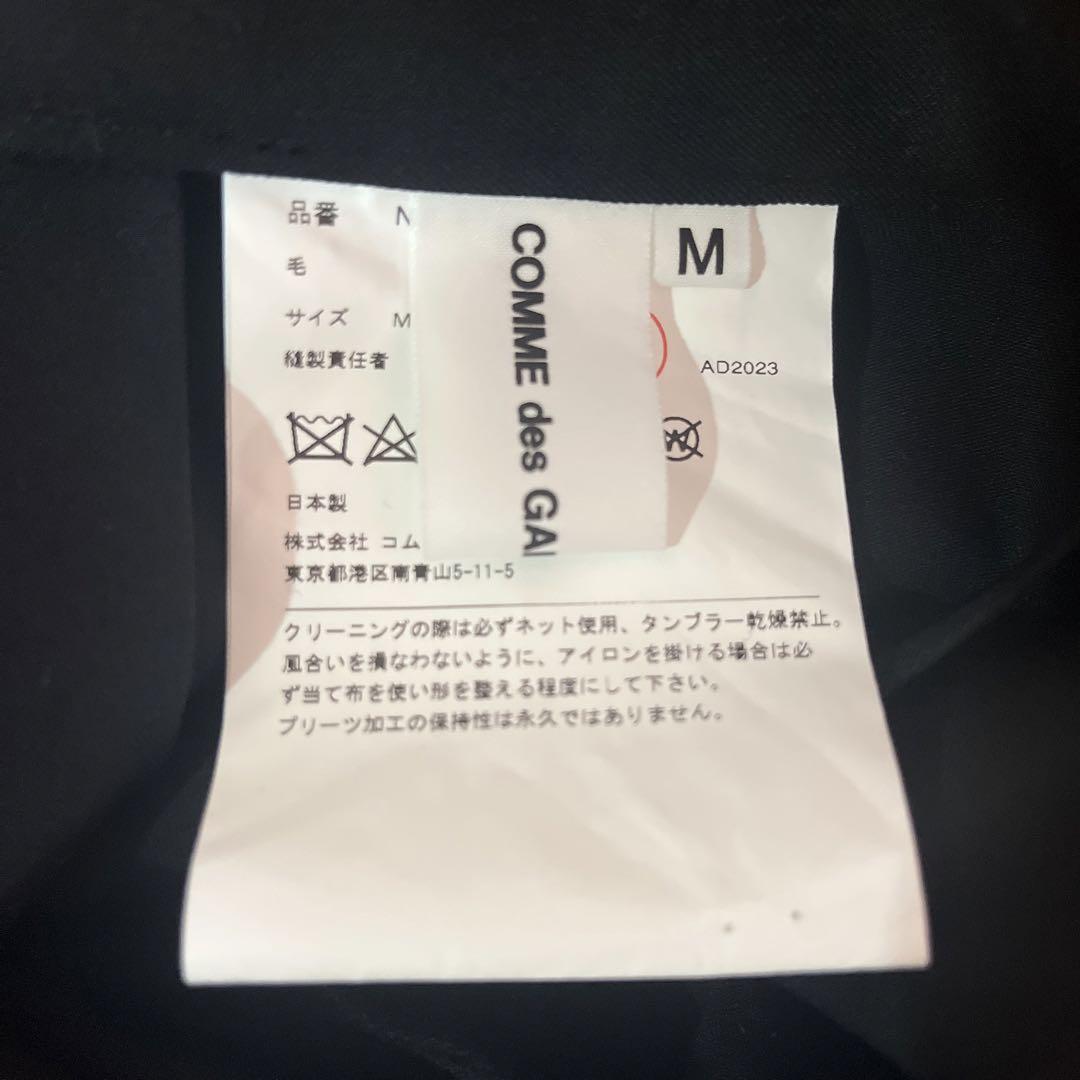 品番 N
毛
サイズ M
縫製責任者
COMME des GA
M
AD2023
日本製
株式会社 コム
東京都港区南青山5-11-5
クリーニングの際は必ずネット使用、タンブラー乾燥禁止。
風合いを損なわないように、アイロンを掛ける場合は必
ず当て布を使い形を整える程度にして下さい。
プリーツ加工の保持性は永久ではありません。